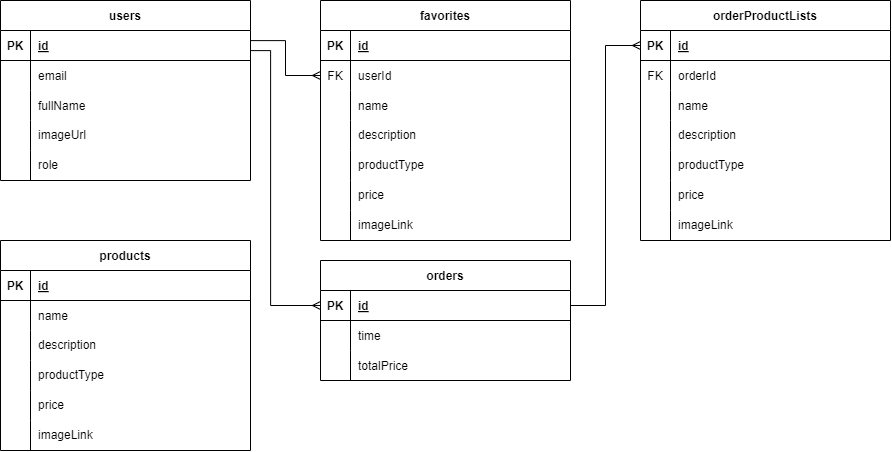 users
PK id
email
fullName
imageUrl
role
favorites
PK id
FK userId
name
description
productType
price
imageLink
orderProductLists
PK id
FK orderId
name
description
productType
price
imageLink
products
PK id
name
description
productType
price
imageLink
orders
PK id
time
totalPrice